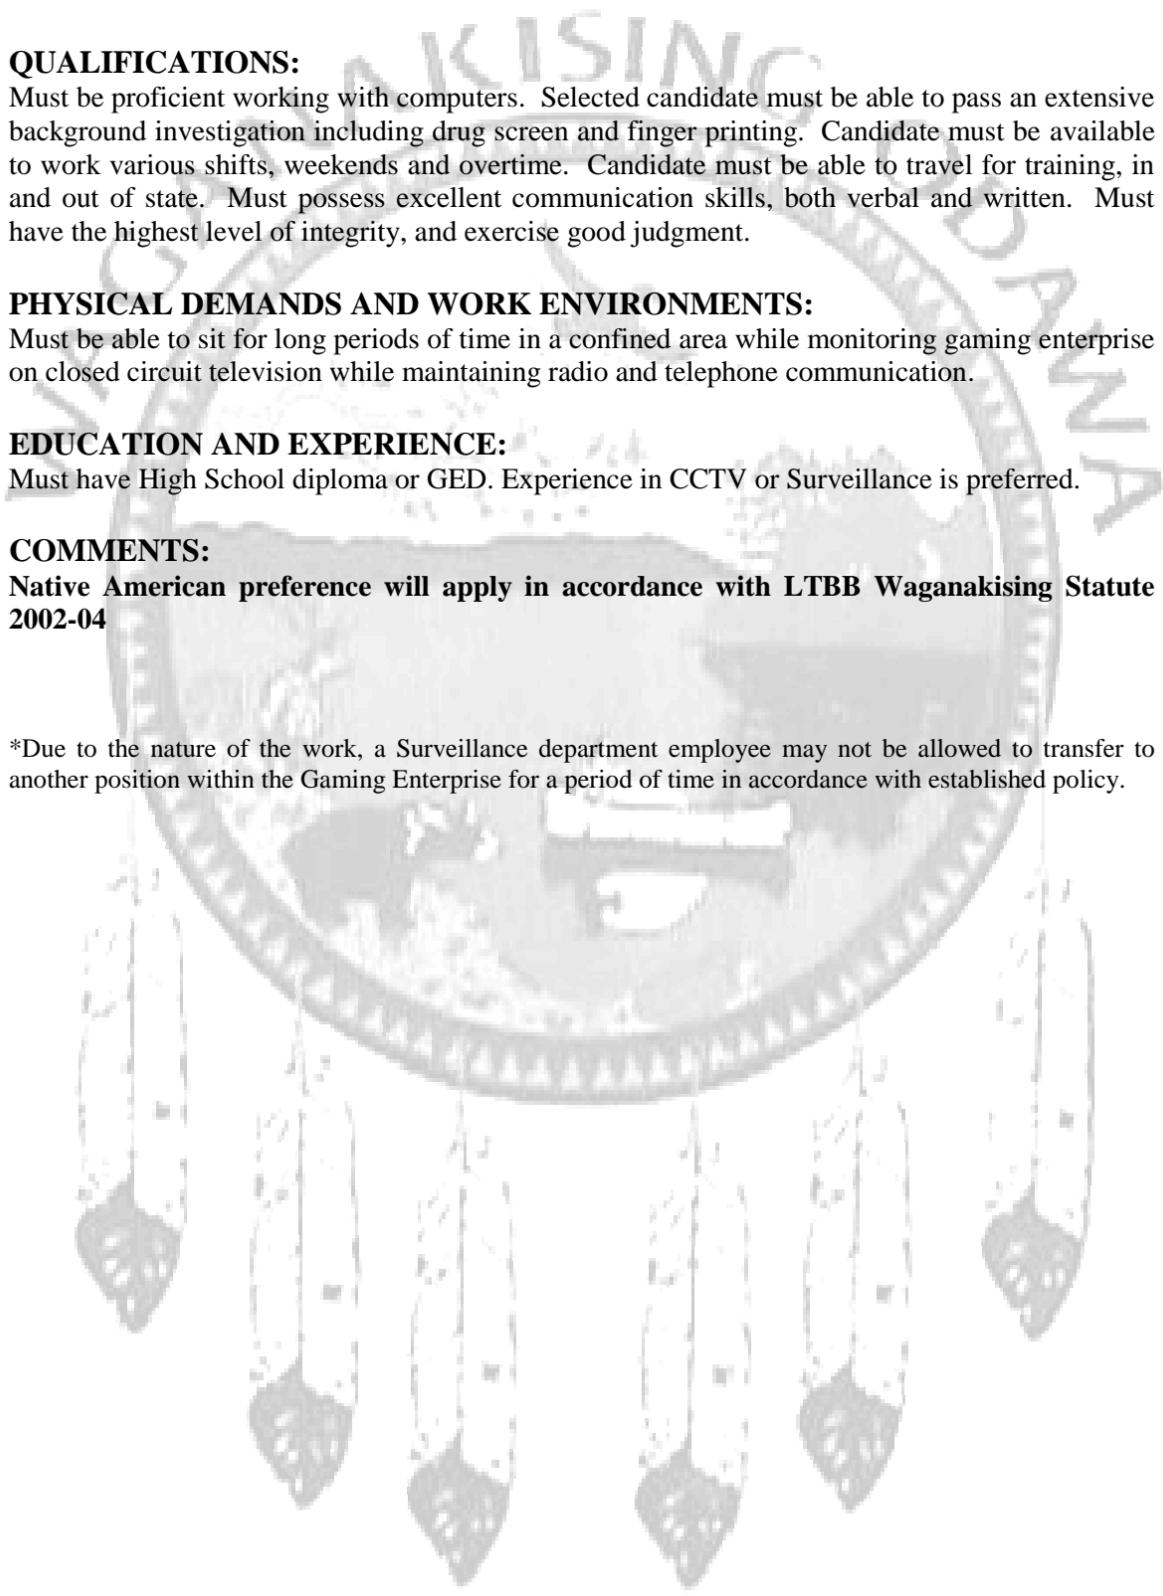 WAGANAKISING ODAWA
QUALIFICATIONS:
Must be proficient working with computers.  Selected candidate must be able to pass an extensive
background investigation including drug screen and finger printing.  Candidate must be available
to work various shifts, weekends and overtime.  Candidate must be able to travel for training, in
and out of state.  Must possess excellent communication skills, both verbal and written.  Must
have the highest level of integrity, and exercise good judgment.
PHYSICAL DEMANDS AND WORK ENVIRONMENTS:
Must be able to sit for long periods of time in a confined area while monitoring gaming enterprise
on closed circuit television while maintaining radio and telephone communication.
EDUCATION AND EXPERIENCE:
Must have High School diploma or GED. Experience in CCTV or Surveillance is preferred.
COMMENTS:
Native American preference will apply in accordance with LTBB Waganakising Statute
2002-04
*Due to the nature of the work, a Surveillance department employee may not be allowed to transfer to
another position within the Gaming Enterprise for a period of time in accordance with established policy.